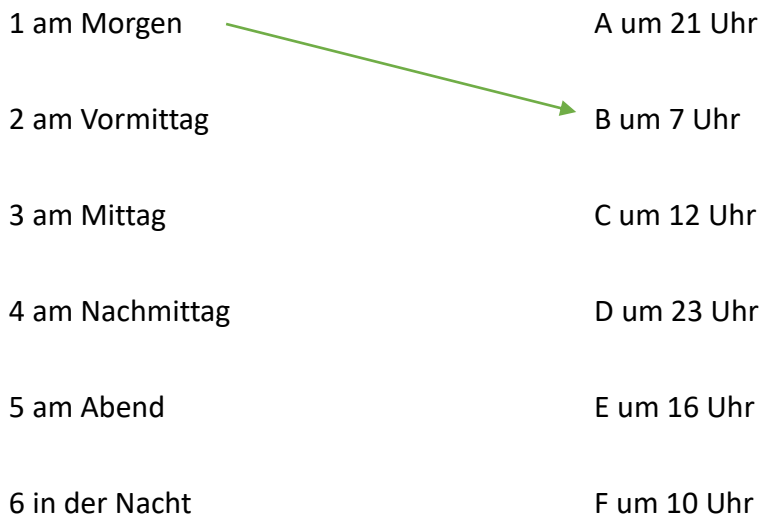 1 am Morgen A um 21 Uhr
2 am Vormittag B um 7 Uhr
3 am Mittag C um 12 Uhr
4 am Nachmittag D um 23 Uhr
5 am Abend E um 16 Uhr
6 in der Nacht F um 10 Uhr